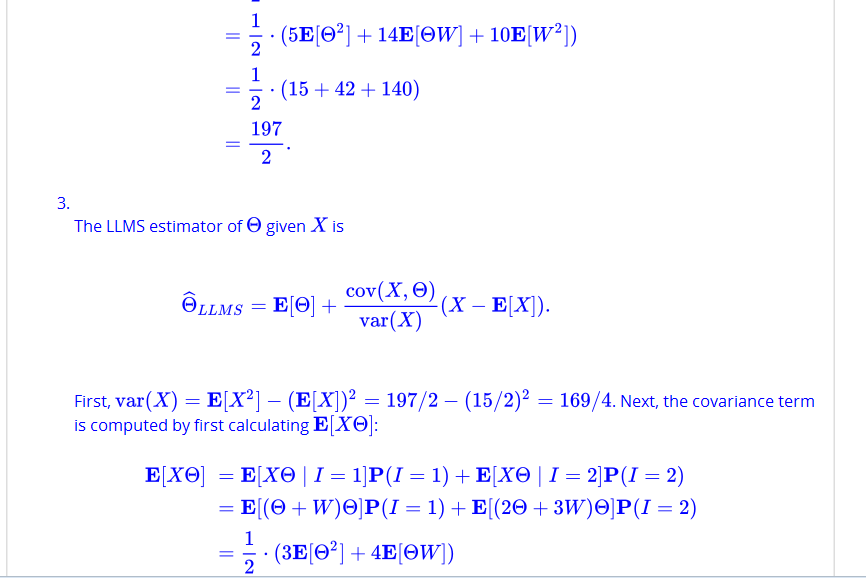 = 1/2 · (5E[Θ²] + 14E[ΘW] + 10E[W²])
= 1/2 · (15 + 42 + 140)
= 197/2.
3.
The LLMS estimator of Θ given X is
Θ̂_LLMS = E[Θ] + cov(X, Θ)/var(X) (X − E[X]).
First, var(X) = E[X²] − (E[X])² = 197/2 − (15/2)² = 169/4. Next, the covariance term
is computed by first calculating E[XΘ]:
E[XΘ] = E[XΘ | I = 1]P(I = 1) + E[XΘ | I = 2]P(I = 2)
= E[(Θ + W)Θ]P(I = 1) + E[(2Θ + 3W)Θ]P(I = 2)
= 1/2 · (3E[Θ²] + 4E[ΘW])